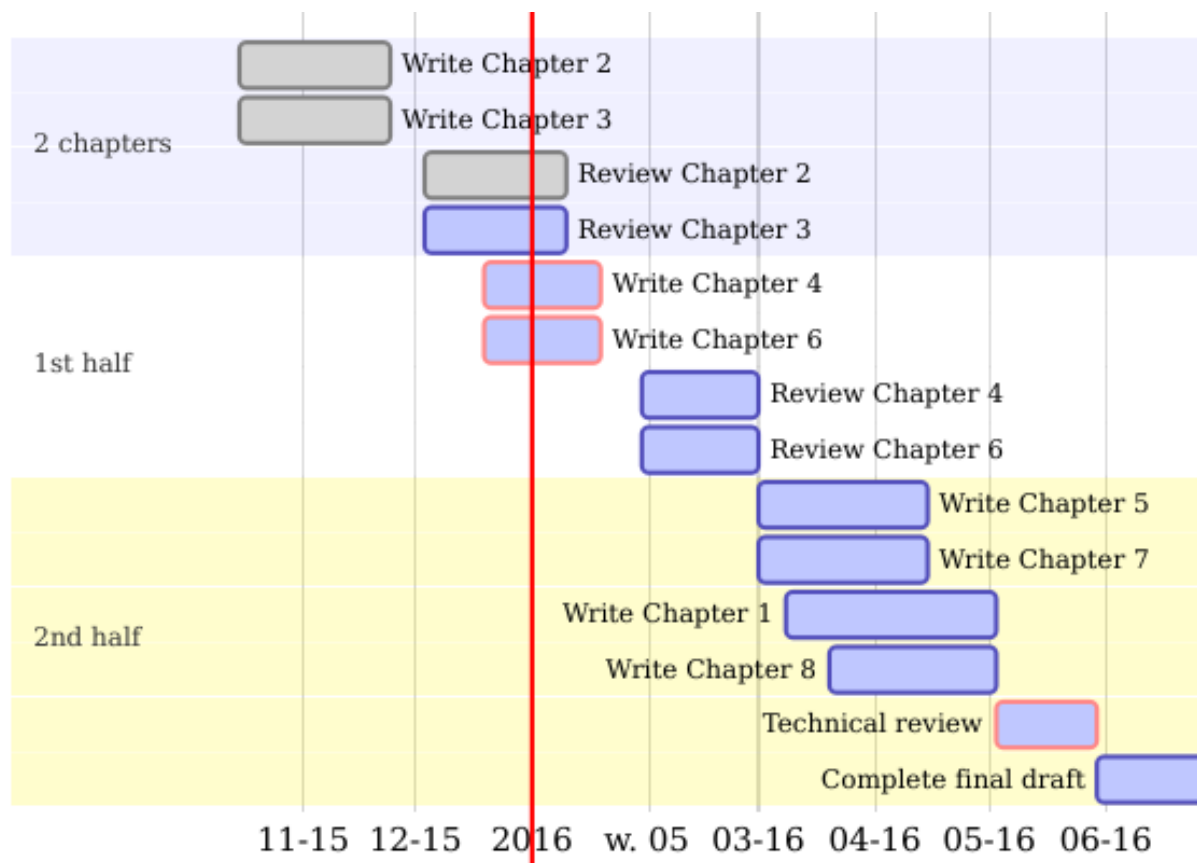 Write Chapter 2
Write Chapter 3
2 chapters
Review Chapter 2
Review Chapter 3
Write Chapter 4
Write Chapter 6
1st half
Review Chapter 4
Review Chapter 6
Write Chapter 5
Write Chapter 7
Write Chapter 1
2nd half
Write Chapter 8
Technical review
Complete final draft
11-15 12-15 2016 w. 05 03-16 04-16 05-16 06-16